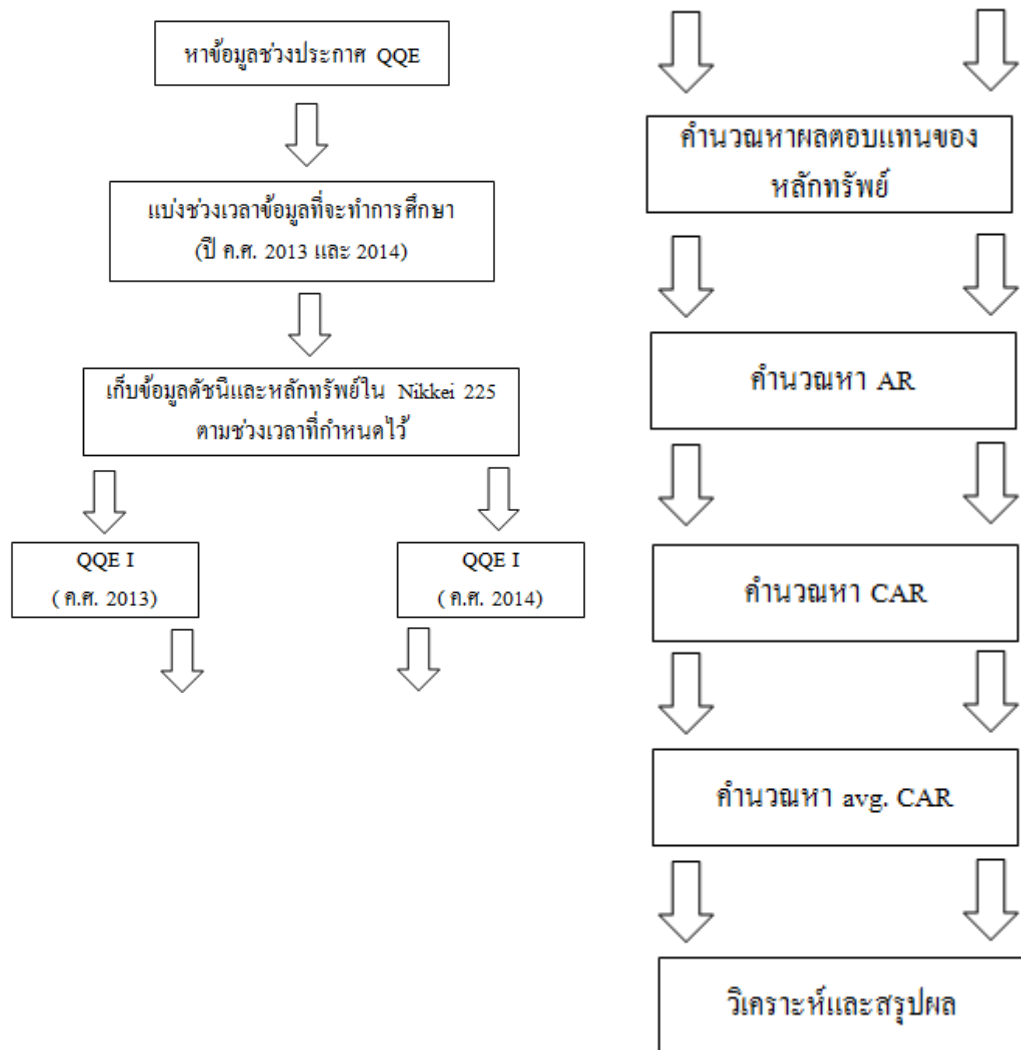 หาข้อมูลช่วงประกาศ QQE
แบ่งช่วงเวลาข้อมูลที่จะทำการศึกษา
(ปี ค.ศ. 2013 และ 2014)
เก็บข้อมูลดัชนีและหลักทรัพย์ใน Nikkei 225
ตามช่วงเวลาที่กำหนดไว้
QQE I
( ค.ศ. 2013)
QQE I
( ค.ศ. 2014)
คำนวณหาผลตอบแทนของ
หลักทรัพย์
คำนวณหา AR
คำนวณหา CAR
คำนวณหา avg. CAR
วิเคราะห์และสรุปผล